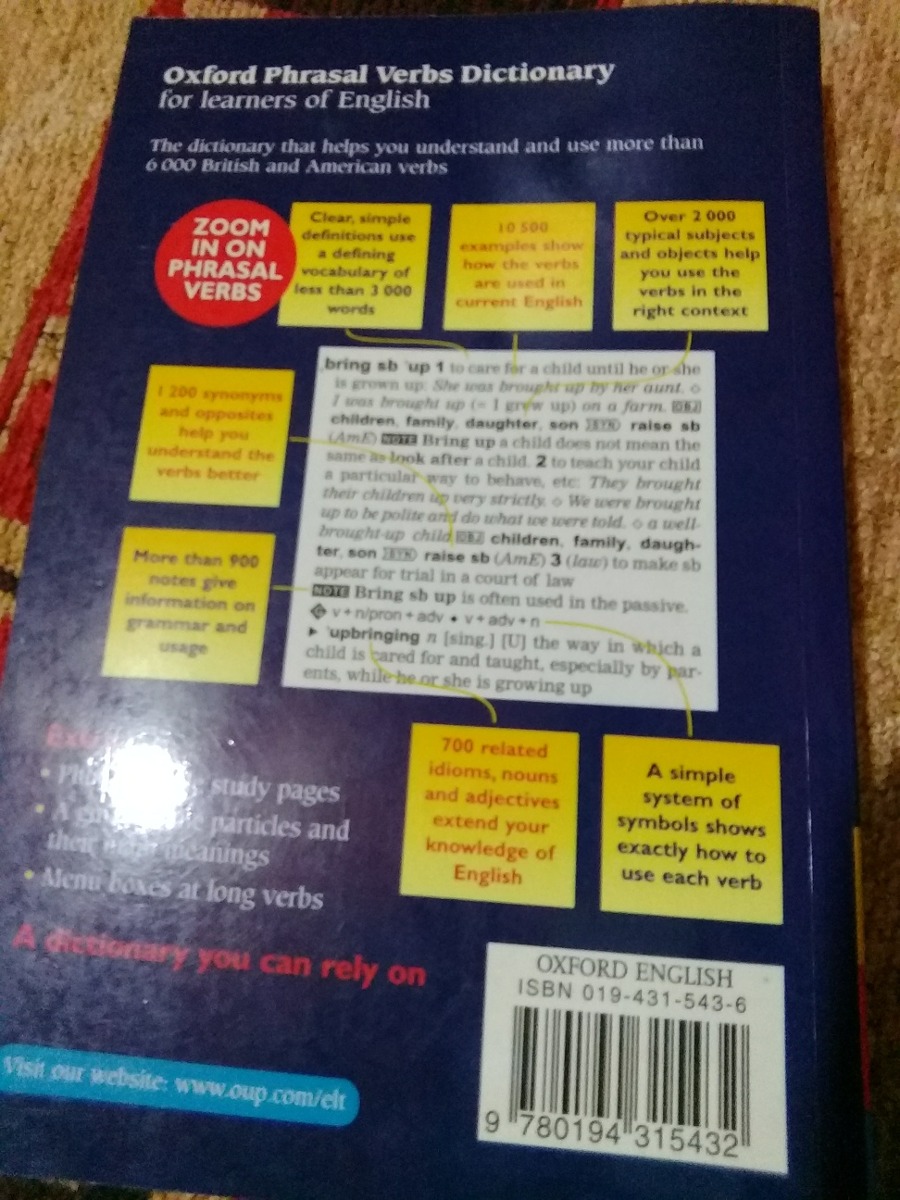 Oxford Phrasal Verbs Dictionary
for learners of English
The dictionary that helps you understand and use more than
6 000 British and American verbs
ZOOM
IN ON
PHRASAL
VERBS
Clear, simple
definitions use
a defining
vocabulary of
less than 3 000
words
10 500
examples show
how the verbs
are used in
current English
Over 2 000
typical subjects
and objects help
you use the
verbs in the
right context
1 200 synonyms
and opposites
help you
understand the
verbs better
More than 900
notes give
information on
grammar and
usage
bring sb ˈup 1 to care for a child until he or she
is grown up: She was brought up by her aunt. ◇
I was brought up (= I grew up) on a farm. OBJ
children, family, daughter, son SYN raise sb
(AmE) NOTE Bring up a child does not mean the
same as look after a child. 2 to teach your child
a particular way to behave, etc: They brought
their children up very strictly. ◇ We were brought
up to be polite and do what we were told. ◇ a well-
brought-up child OBJ children, family, daugh-
ter, son SYN raise sb (AmE) 3 (law) to make sb
appear for trial in a court of law
NOTE Bring sb up is often used in the passive.
v+n/pron+adv • v+adv+n
▶ ˈupbringing n [sing.] [U] the way in which a
child is cared for and taught, especially by par-
ents, while he or she is growing up
700 related
idioms, nouns
and adjectives
extend your
knowledge of
English
A simple
system of
symbols shows
exactly how to
use each verb
• study pages
• A particles and
their meanings
• Menu boxes at long verbs
A dictionary you can rely on
Visit our website: www.oup.com/elt
OXFORD ENGLISH
ISBN 019-431-543-6
9 780194 315432